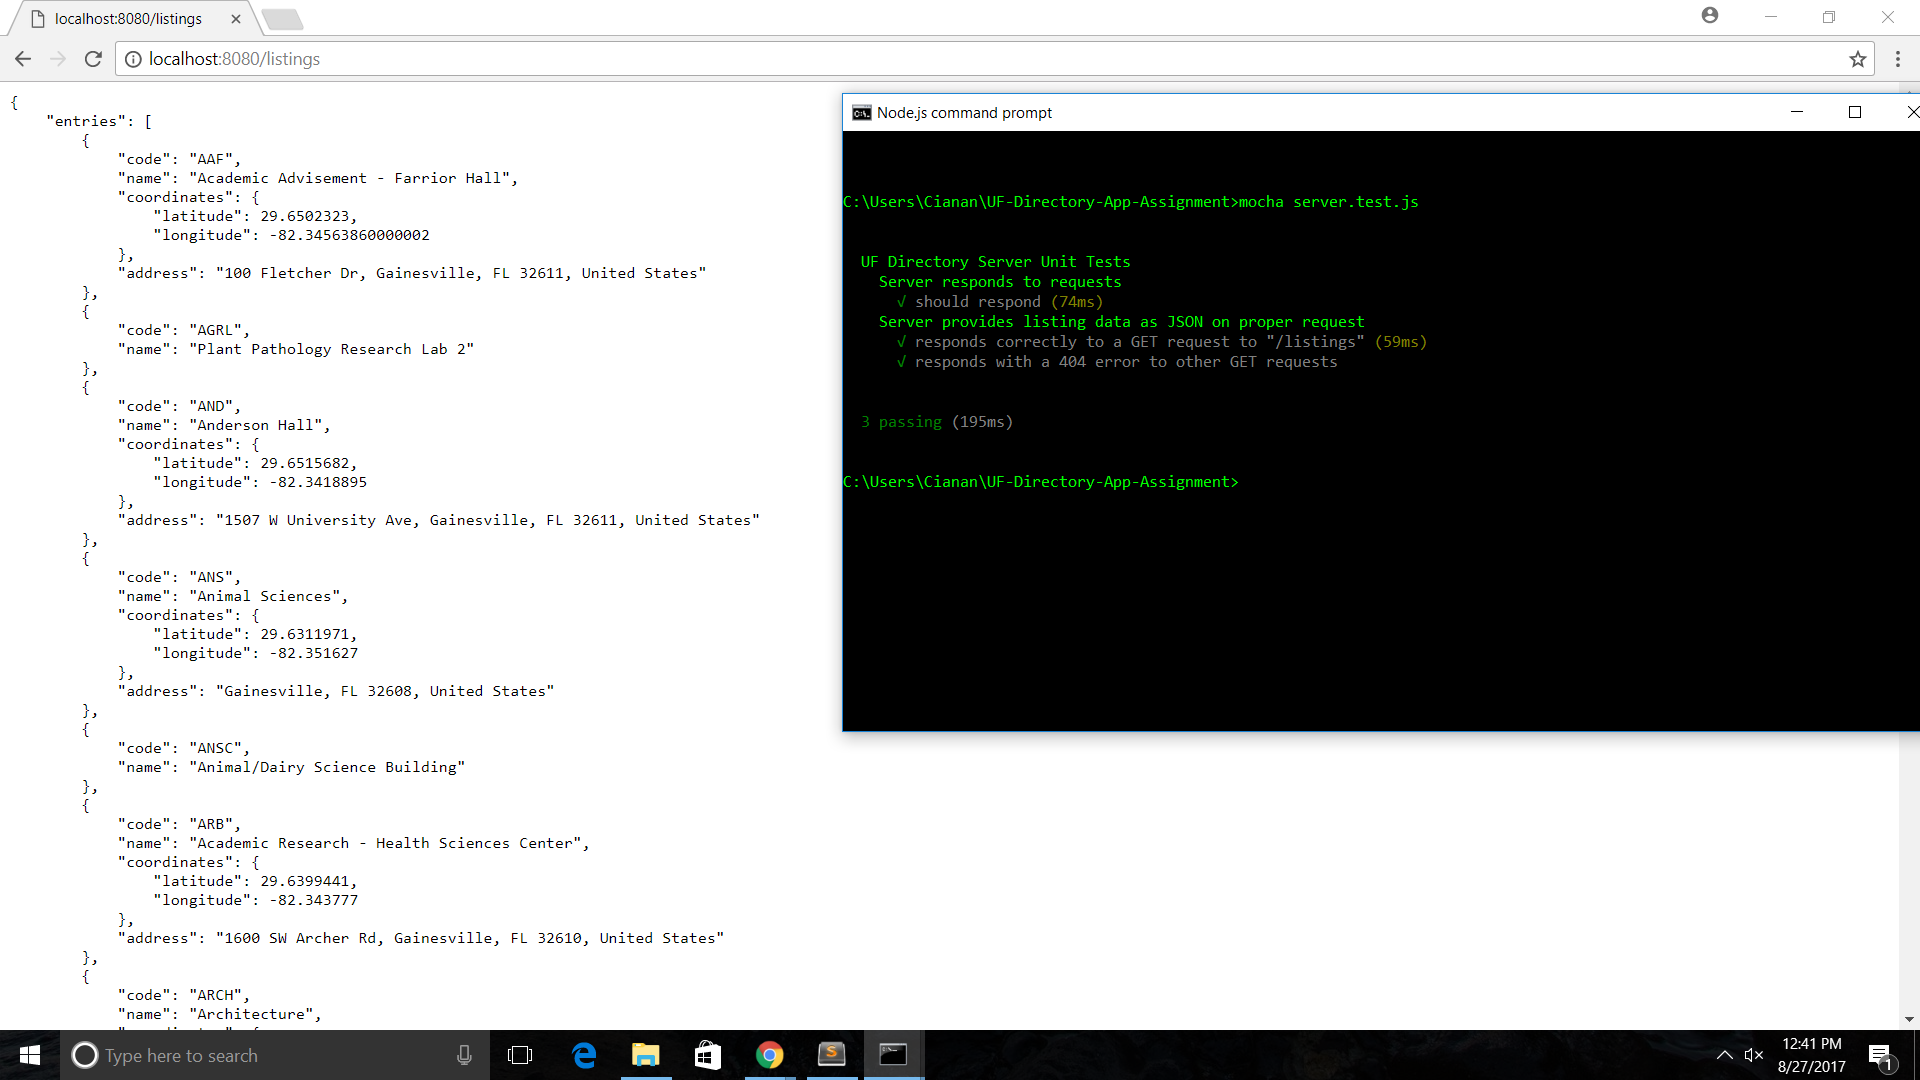 localhost:8080/listings
localhost:8080/listings
{
    "entries": [
        {
            "code": "AAF",
            "name": "Academic Advisement - Farrior Hall",
            "coordinates": {
                "latitude": 29.6502323,
                "longitude": -82.34563860000002
            },
            "address": "100 Fletcher Dr, Gainesville, FL 32611, United States"
        },
        {
            "code": "AGRL",
            "name": "Plant Pathology Research Lab 2"
        },
        {
            "code": "AND",
            "name": "Anderson Hall",
            "coordinates": {
                "latitude": 29.6515682,
                "longitude": -82.3418895
            },
            "address": "1507 W University Ave, Gainesville, FL 32611, United States"
        },
        {
            "code": "ANS",
            "name": "Animal Sciences",
            "coordinates": {
                "latitude": 29.6311971,
                "longitude": -82.351627
            },
            "address": "Gainesville, FL 32608, United States"
        },
        {
            "code": "ANSC",
            "name": "Animal/Dairy Science Building"
        },
        {
            "code": "ARB",
            "name": "Academic Research - Health Sciences Center",
            "coordinates": {
                "latitude": 29.6399441,
                "longitude": -82.343777
            },
            "address": "1600 SW Archer Rd, Gainesville, FL 32610, United States"
        },
        {
            "code": "ARCH",
            "name": "Architecture",
Node.js command prompt
C:\Users\Cianan\UF-Directory-App-Assignment>mocha server.test.js
  UF Directory Server Unit Tests
    Server responds to requests
      √ should respond (74ms)
    Server provides listing data as JSON on proper request
      √ responds correctly to a GET request to "/listings" (59ms)
      √ responds with a 404 error to other GET requests
  3 passing (195ms)
C:\Users\Cianan\UF-Directory-App-Assignment>
Type here to search
12:41 PM
8/27/2017
1